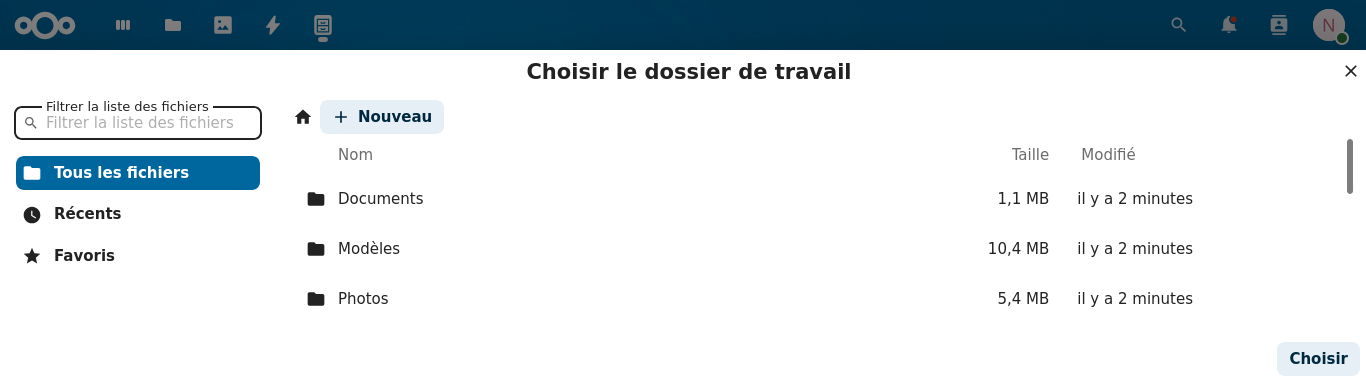 N
Choisir le dossier de travail
Filtrer la liste des fichiers
Filtrer la liste des fichiers
Tous les fichiers
Récents
Favoris
Nouveau
Nom Taille Modifié
Documents 1,1 MB il y a 2 minutes
Modèles 10,4 MB il y a 2 minutes
Photos 5,4 MB il y a 2 minutes
Choisir